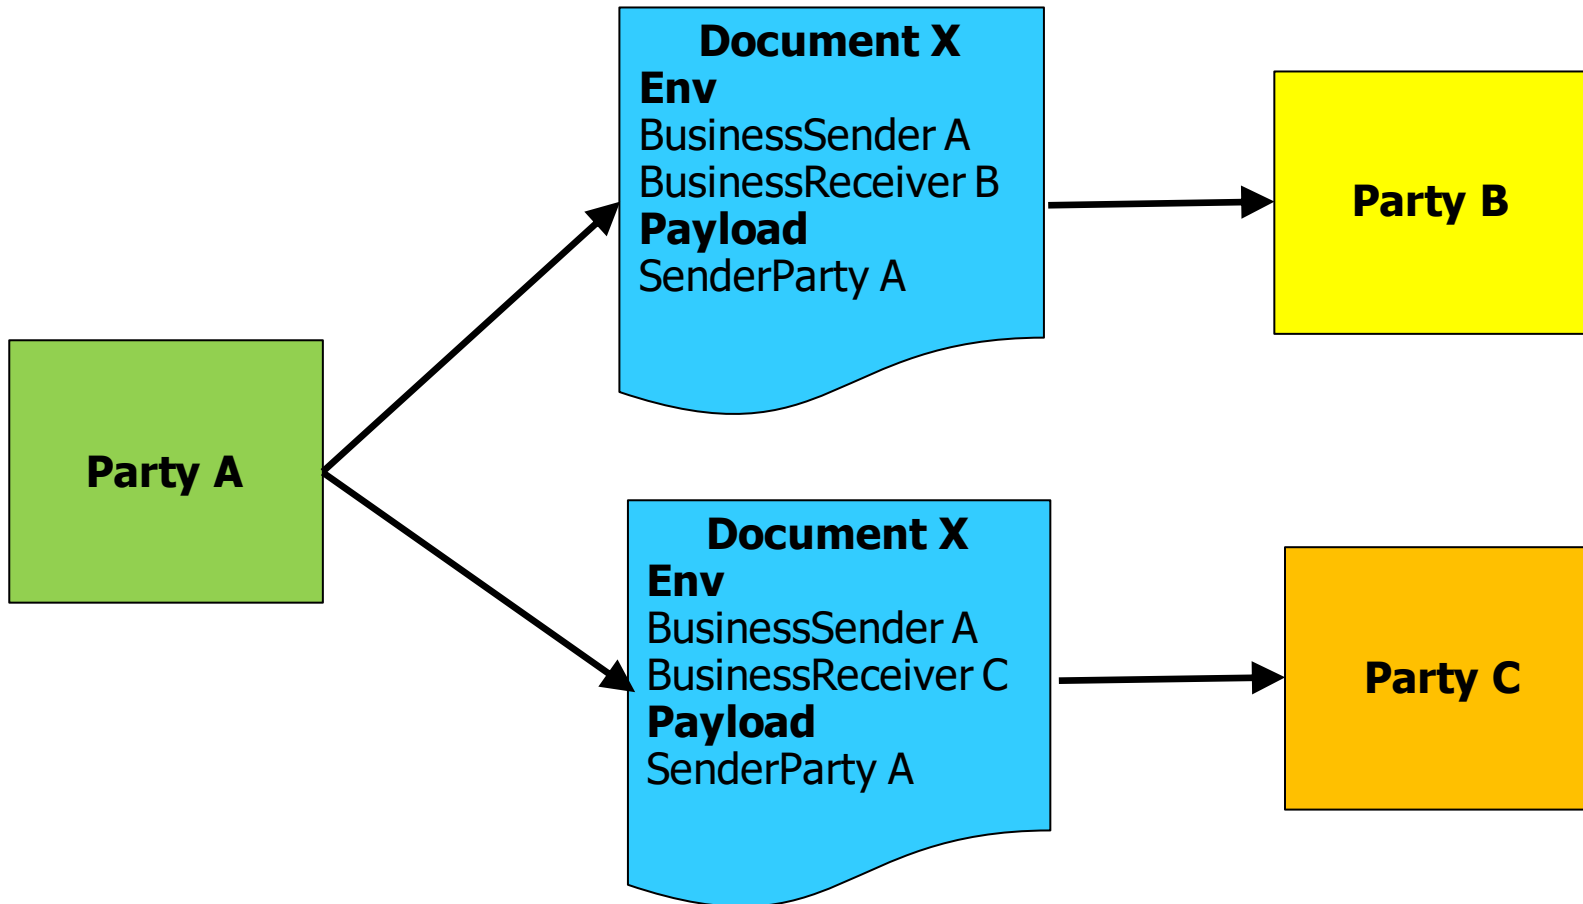 Document X
Env
BusinessSender A
BusinessReceiver B
Payload
SenderParty A
Party B
Party A
Document X
Env
BusinessSender A
BusinessReceiver C
Payload
SenderParty A
Party C